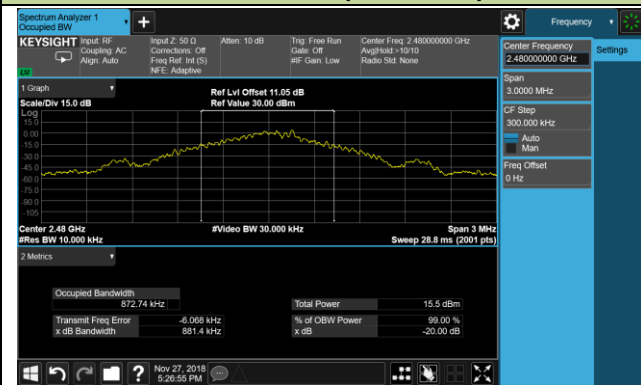 Spectrum Analyzer 1
Occupied BW
Frequency
KEYSIGHT
Input: RF
Coupling: AC
Align: Auto
Input Z: 50 Ω
Corrections: Off
Freq Ref: Int (S)
NFE: Adaptive
Atten: 10 dB
Trig: Free Run
Gate: Off
#IF Gain: Low
Center Freq: 2.480000000 GHz
Avg|Hold:>10/10
Radio Std: None
Center Frequency
2.480000000 GHz
Settings
Span
3.0000 MHz
CF Step
300.000 kHz
Auto
Man
Freq Offset
0 Hz
1 Graph
Scale/Div 15.0 dB
Ref Lvl Offset 11.05 dB
Ref Value 30.00 dBm
Log
15.0
0.00
-15.0
-30.0
-45.0
-60.0
-75.0
-90.0
-105
Center 2.48 GHz
#Video BW 30.000 kHz
Span 3 MHz
#Res BW 10.000 kHz
Sweep 28.8 ms (2001 pts)
2 Metrics
Occupied Bandwidth
872.74 kHz
Total Power 15.5 dBm
Transmit Freq Error -6.068 kHz
% of OBW Power 99.00 %
x dB Bandwidth 881.4 kHz
x dB -20.00 dB
?
Nov 27, 2018
5:26:55 PM